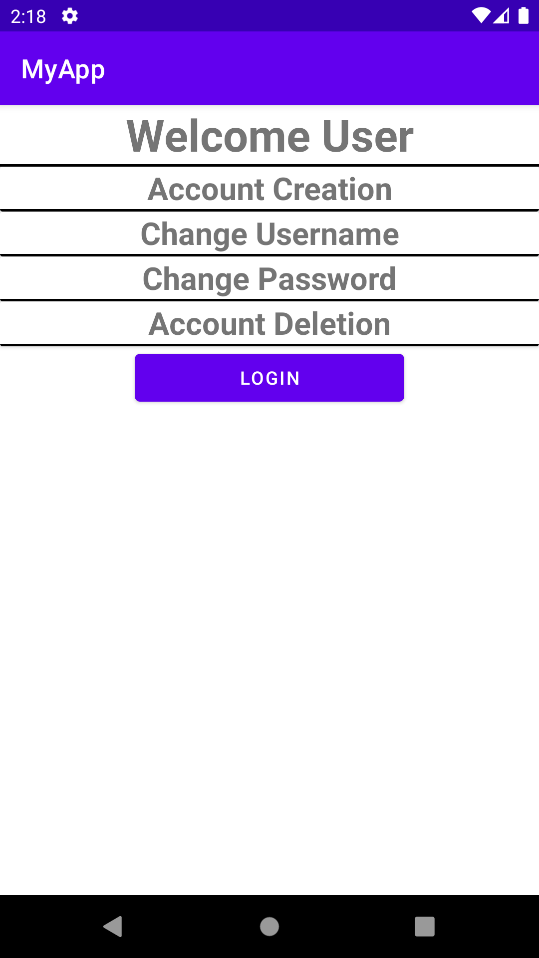 2:18
MyApp
Welcome User
Account Creation
Change Username
Change Password
Account Deletion
LOGIN